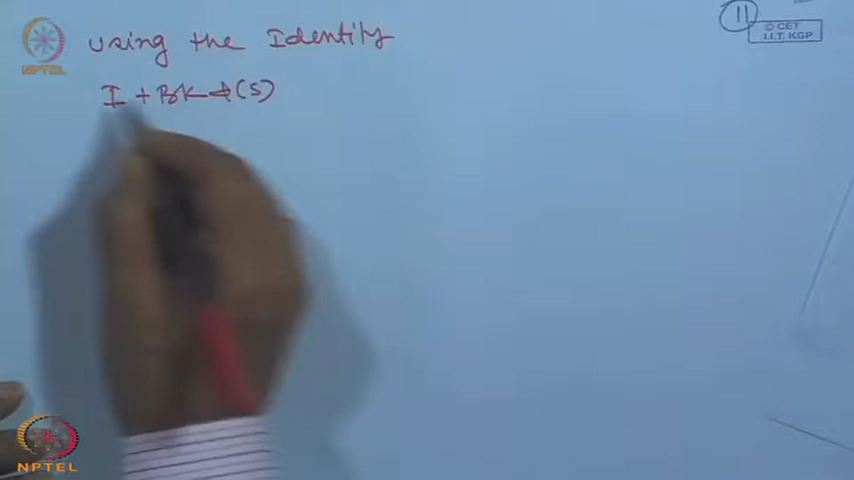 using the Identity
I + BKΦ(S)
11
© CET
I.I.T. KGP
NPTEL
NPTEL